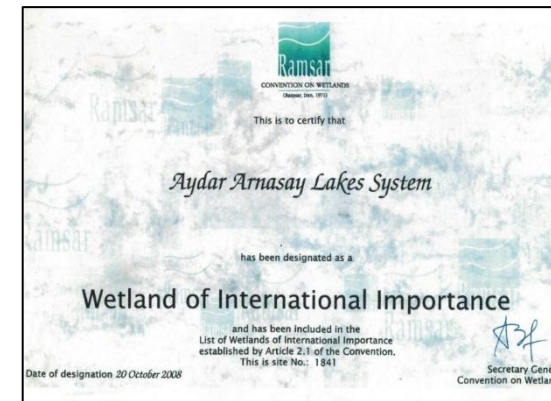 Ramsar
CONVENTION ON WETLANDS
(Ramsar, Iran, 1971)
This is to certify that
Aydar Arnasay Lakes System
has been designated as a
Wetland of International Importance
and has been included in the
List of Wetlands of International Importance
established by Article 2.1 of the Convention.
This is site No.: 1841
Date of designation 20 October 2008
Secretary Gene
Convention on Wetlan